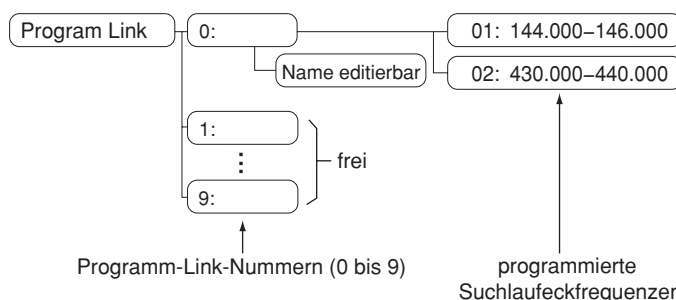 Program Link
0:
01: 144.000–146.000
Name editierbar
02: 430.000–440.000
1:
frei
9:
Programm-Link-Nummern (0 bis 9)
programmierte
Suchlaufeckfrequenzen